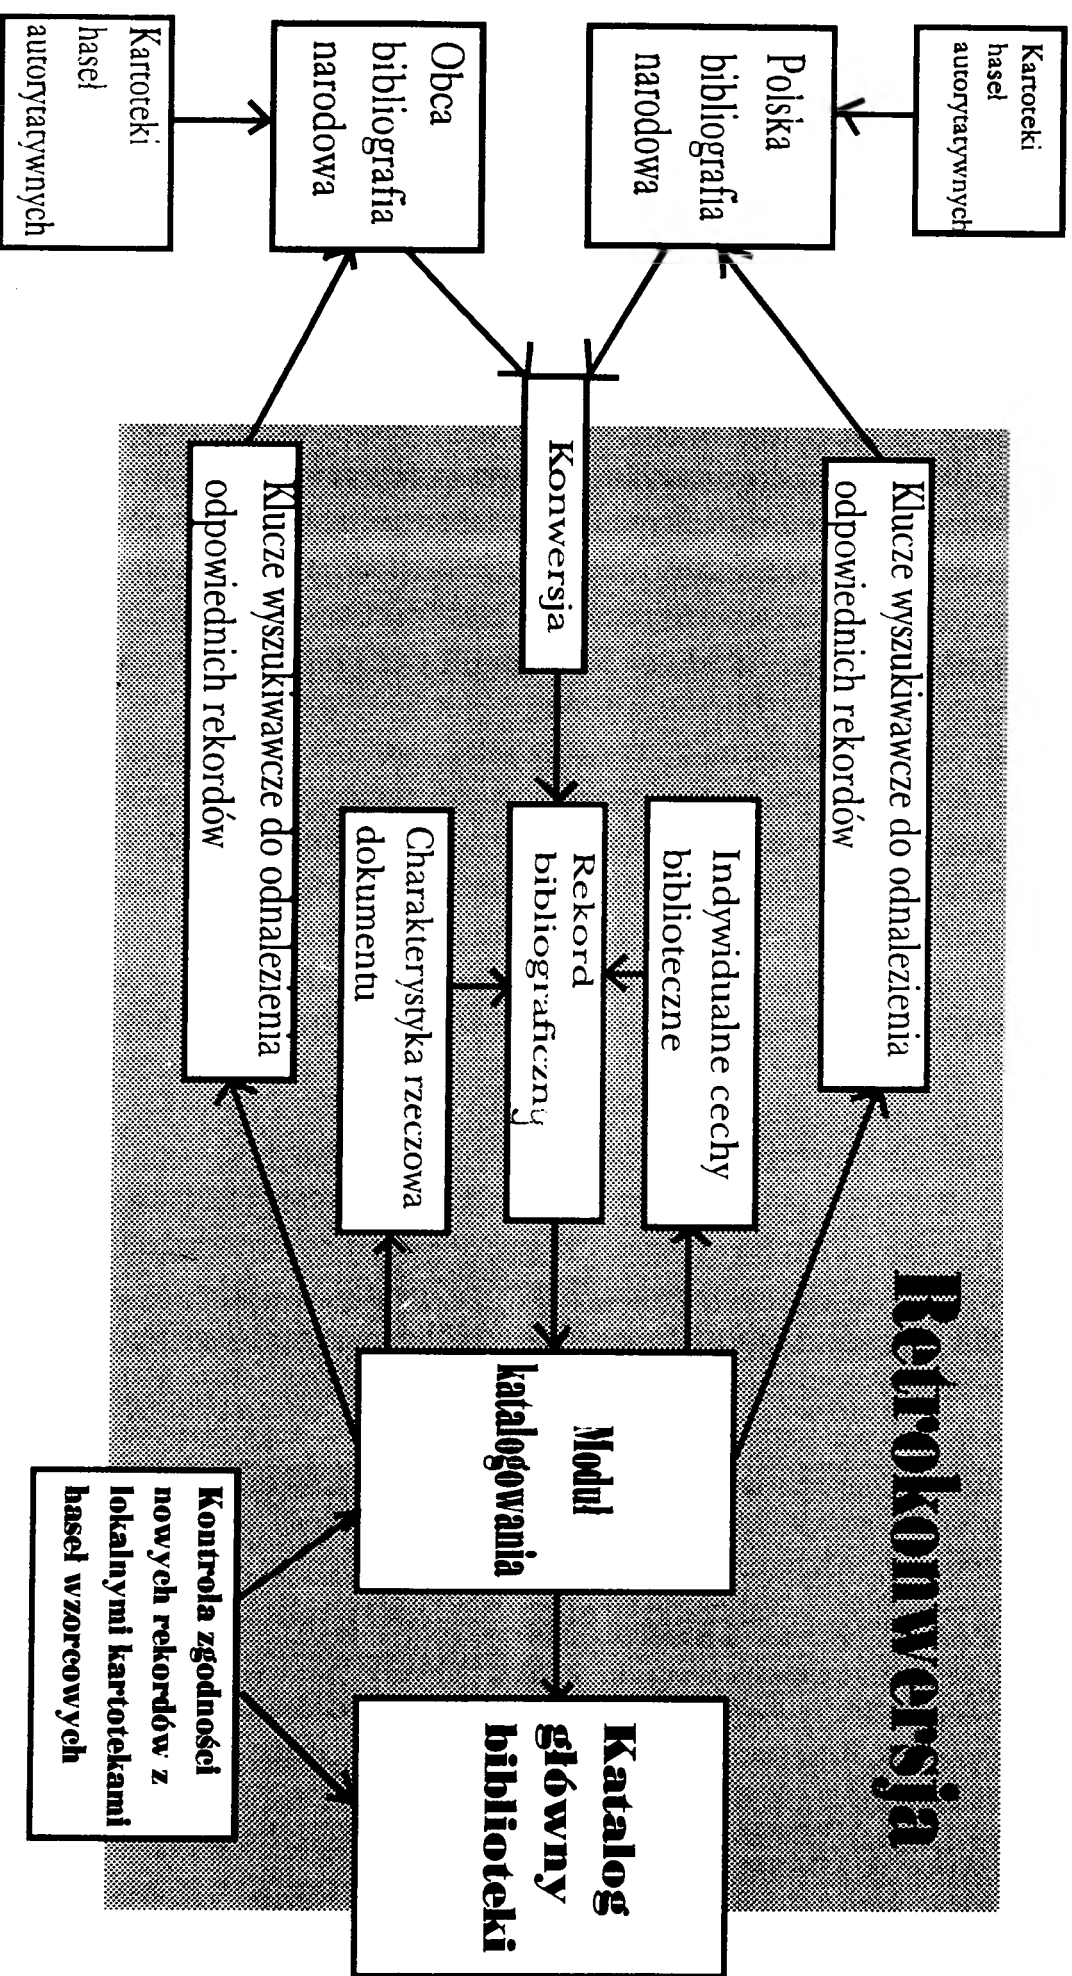 Retrokonwersja
Kartoteki
haseł
autorytatywnych
Polska
bibliografia
narodowa
Klucze wyszukiwawcze do odnalezienia
odpowiednich rekordów
Indywidualne cechy
biblioteczne
Konwersja
Rekord
bibliograficzny
Moduł
katalogowania
Katalog
główny
biblioteki
Obca
bibliografia
narodowa
Charakterystyka rzeczowa
dokumentu
Klucze wyszukiwawcze do odnalezienia
odpowiednich rekordów
Kartoteki
haseł
autorytatywnych
Kontrola zgodności
nowych rekordów z
lokalnymi kartotekami
haseł wzorcowych